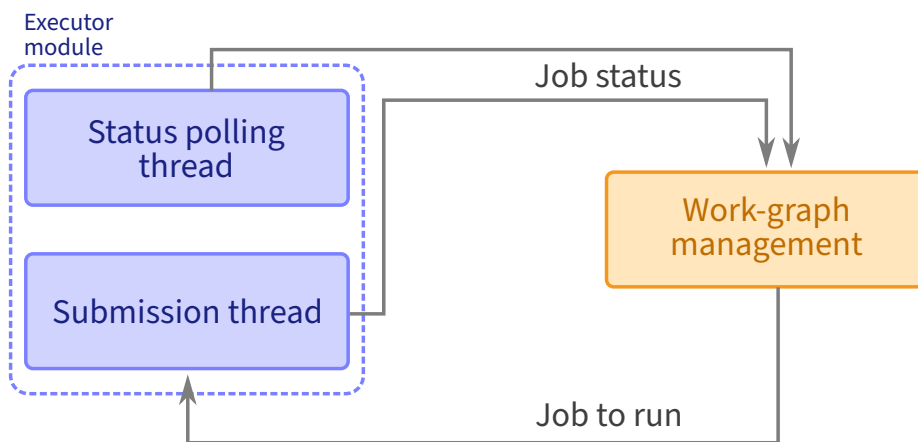 Executor
module
Job status
Status polling
thread
Work-graph
management
Submission thread
Job to run